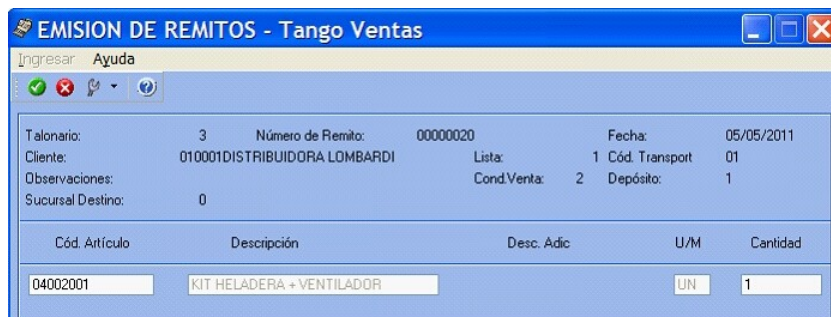 EMISION DE REMITOS - Tango Ventas
Ingresar Ayuda
Talonario: 3 Número de Remito: 00000020 Fecha: 05/05/2011
Cliente: 010001DISTRIBUIDORA LOMBARDI Lista: 1 Cód. Transport 01
Observaciones: Cond.Venta: 2 Depósito: 1
Sucursal Destino: 0
Cód. Artículo Descripción Desc. Adic U/M Cantidad
04002001 KIT HELADERA + VENTILADOR UN 1